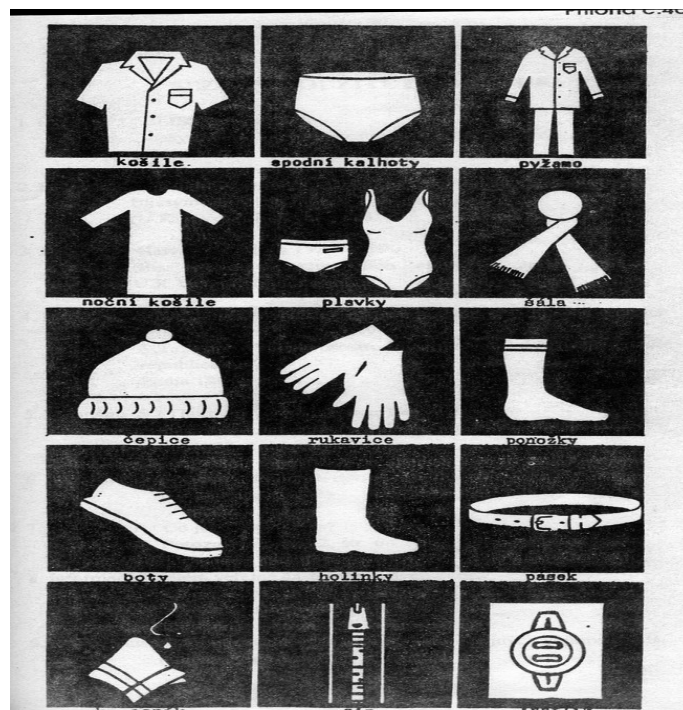 košile.
spodní kalhoty
pyžamo
noční košile
plavky
šála
čepice
rukavice
ponožky
boty
holinky
pásek